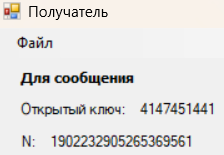 Получатель
Файл
Для сообщения
Открытый ключ: 4147451441
N: 1902232905265369561